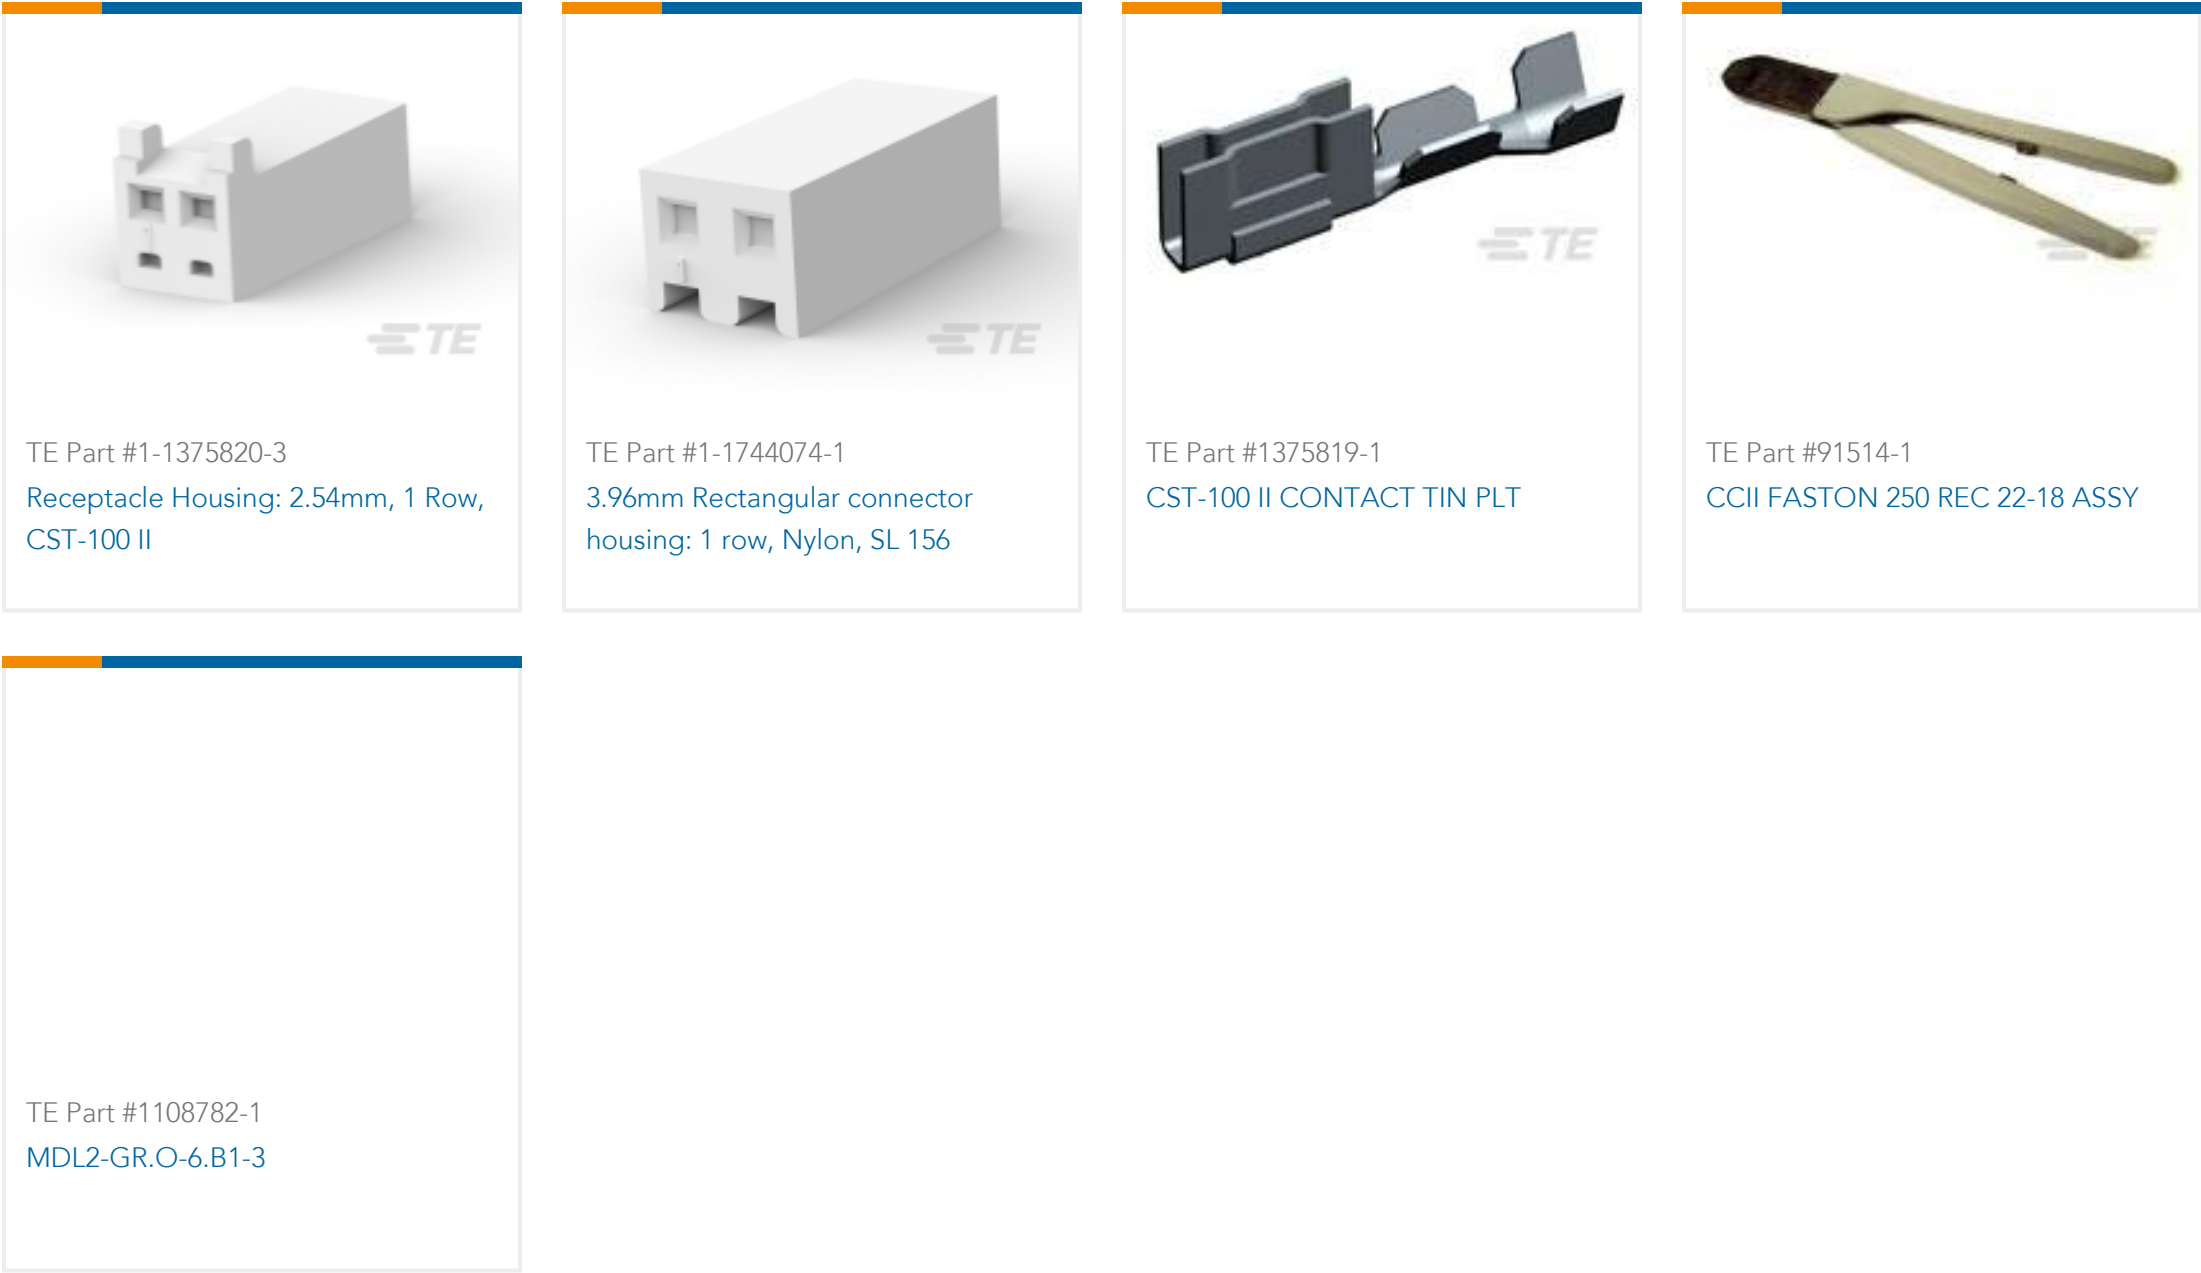 TE
TE
TE
TE
TE Part #1-1375820-3
Receptacle Housing: 2.54mm, 1 Row,
CST-100 II
TE Part #1-1744074-1
3.96mm Rectangular connector
housing: 1 row, Nylon, SL 156
TE Part #1375819-1
CST-100 II CONTACT TIN PLT
TE Part #91514-1
CCII FASTON 250 REC 22-18 ASSY
TE Part #1108782-1
MDL2-GR.O-6.B1-3